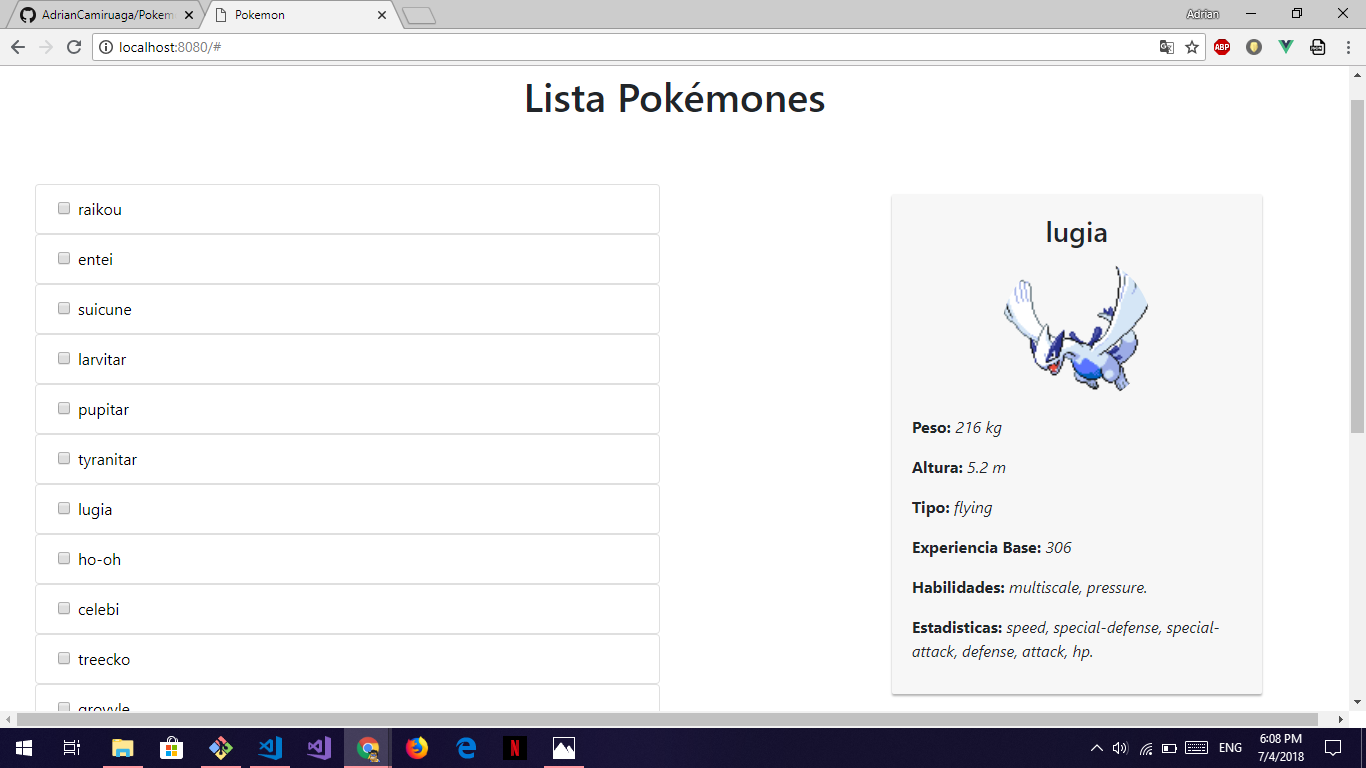 AdrianCamiruaga/Pokem
Pokemon
Adrian
localhost:8080/#
ABP
Lista Pokémones
raikou
entei
suicune
larvitar
pupitar
tyranitar
lugia
ho-oh
celebi
treecko
grovyle
lugia
Peso: 216 kg
Altura: 5.2 m
Tipo: flying
Experiencia Base: 306
Habilidades: multiscale, pressure.
Estadisticas: speed, special-defense, special-
attack, defense, attack, hp.
N
ENG
6:08 PM
7/4/2018